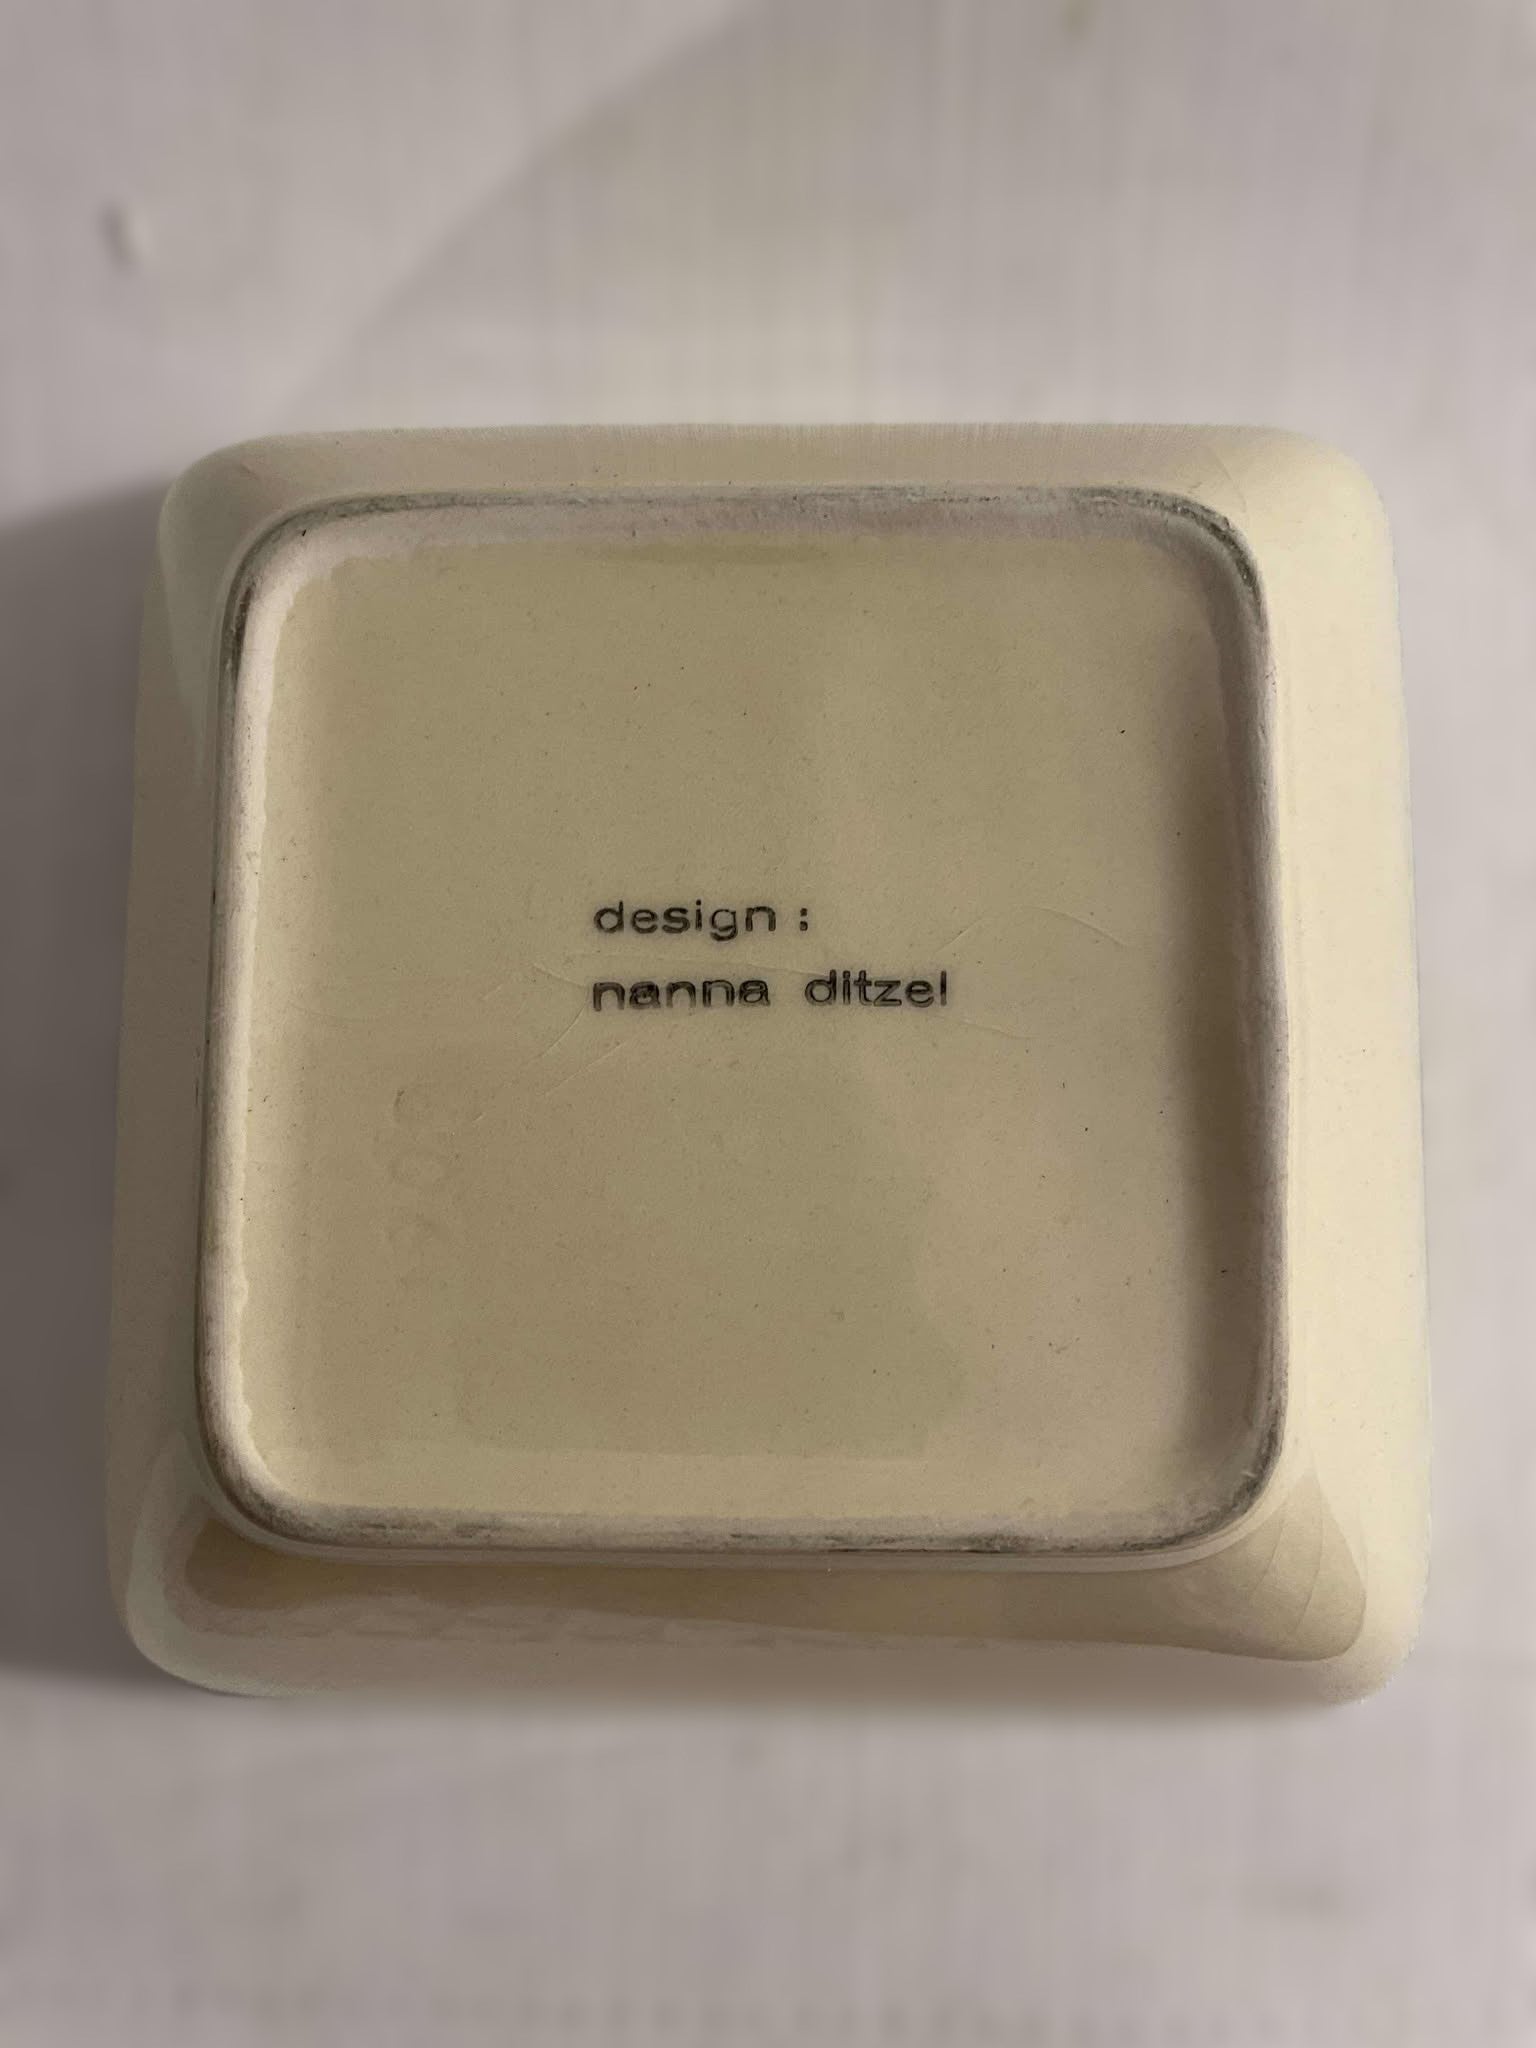 design :
nanna ditzel